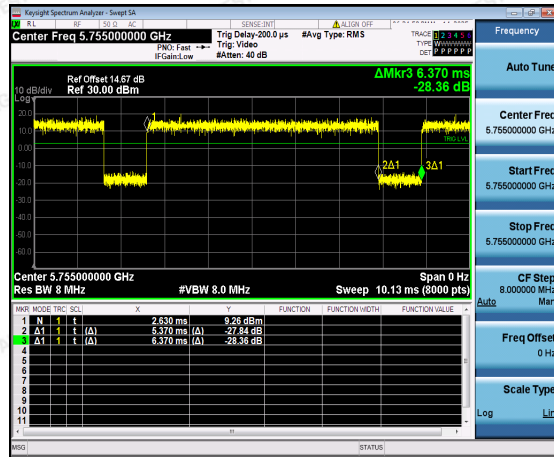 Keysight Spectrum Analyzer - Swept SA
RL RF 50 Ω AC SENSE:INT ALIGN OFF
Center Freq 5.755000000 GHz Trig Delay-200.0 µs #Avg Type: RMS TRACE 1 2 3 4 5 6
PNO: Fast Trig: Video TYPE WWWWWW
IFGain:Low #Atten: 40 dB DET P P P P P P
Ref Offset 14.67 dB ΔMkr3 6.370 ms
10 dB/div Ref 30.00 dBm -28.36 dB
Log
20.0
10.0
0.00
-10.0
-20.0
-30.0
-40.0
-50.0
-60.0
1
TRIG LVL
2Δ1 3Δ1
Center 5.755000000 GHz Span 0 Hz
Res BW 8 MHz #VBW 8.0 MHz Sweep 10.13 ms (8000 pts)
MKR MODE TRC SCL X Y FUNCTION FUNCTION WIDTH FUNCTION VALUE
1 N 1 t 2.630 ms 9.26 dBm
2 Δ1 1 t (Δ) 5.370 ms (Δ) -27.84 dB
3 Δ1 1 t (Δ) 6.370 ms (Δ) -28.36 dB
4
5
6
7
8
9
10
11
MSG STATUS
Frequency
Auto Tune
Center Freq
5.755000000 GHz
Start Freq
5.755000000 GHz
Stop Freq
5.755000000 GHz
CF Step
8.000000 MHz
Auto Man
Freq Offset
0 Hz
Scale Type
Log Lin